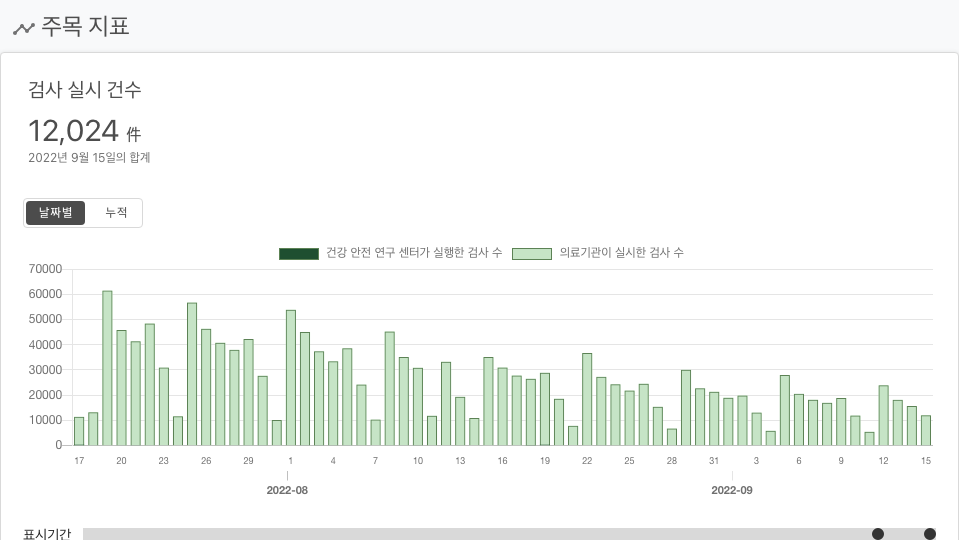 주목 지표
검사 실시 건수
12,024 件
2022년 9월 15일의 합계
날짜별 누적
건강 안전 연구 센터가 실행한 검사 수 의료기관이 실시한 검사 수
70000
60000
50000
40000
30000
20000
10000
0
17 20 23 26 29 1 4 7 10 13 16 19 22 25 28 31 3 6 9 12 15
2022-08 2022-09
표시기간